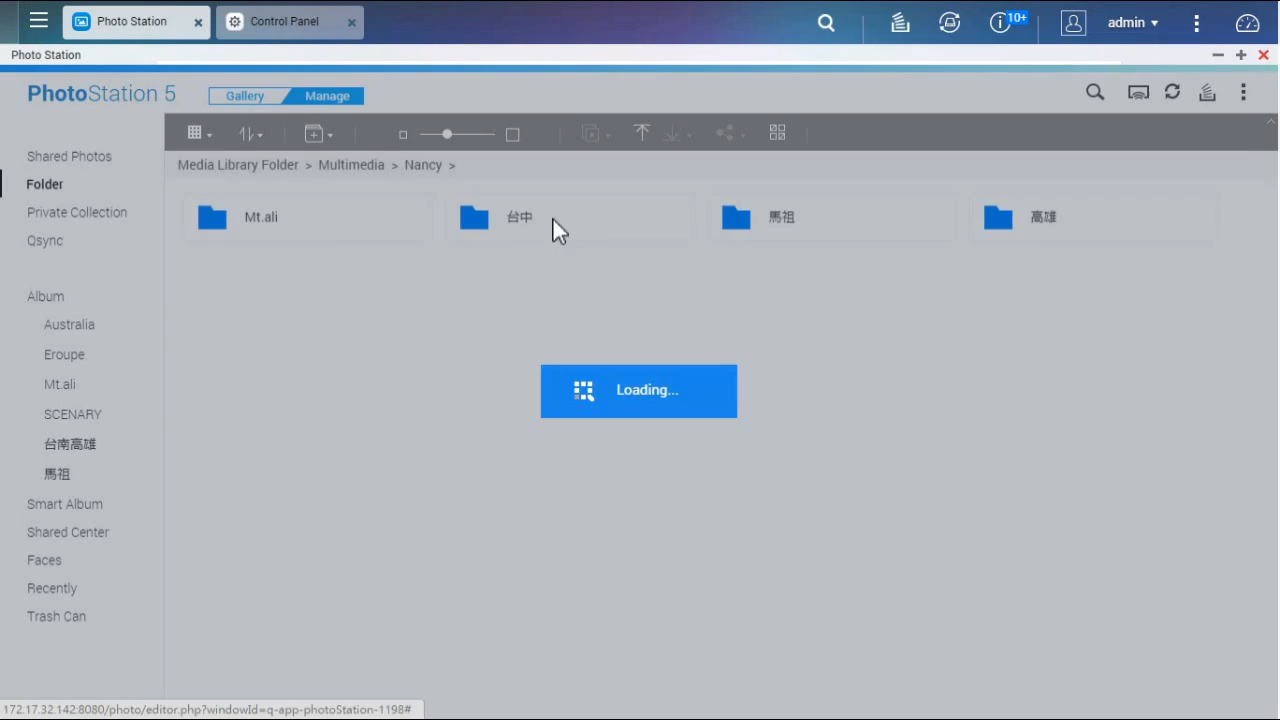 Photo Station
Control Panel
10+
admin
Photo Station
PhotoStation 5
Gallery
Manage
Media Library Folder > Multimedia > Nancy >
Shared Photos
Folder
Private Collection
Qsync
Album
Australia
Eroupe
Mt.ali
SCENARY
台南高雄
馬祖
Smart Album
Shared Center
Faces
Recently
Trash Can
Mt.ali
台中
馬祖
高雄
Loading...
172.17.32.142:8080/photo/editor.php?windowId=q-app-photoStation-1198#